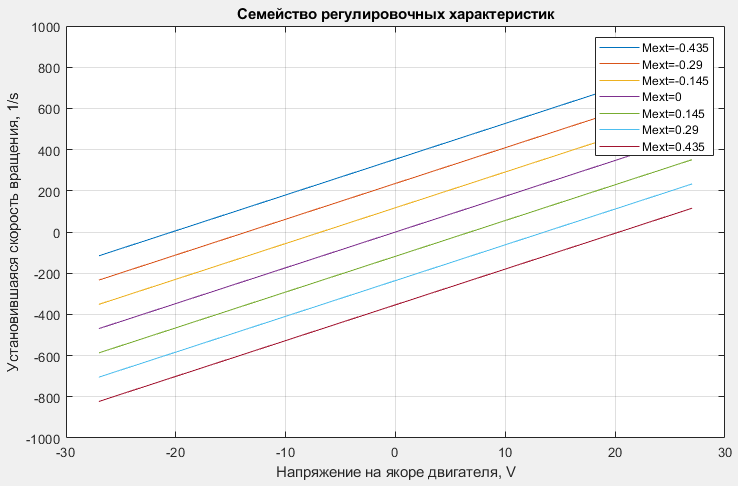 Семейство регулировочных характеристик
Mext=-0.435
Mext=-0.29
Mext=-0.145
Mext=0
Mext=0.145
Mext=0.29
Mext=0.435
Установившаяся скорость вращения, 1/s
1000
800
600
400
200
0
-200
-400
-600
-800
-1000
-30
-20
-10
0
10
20
30
Напряжение на якоре двигателя, V